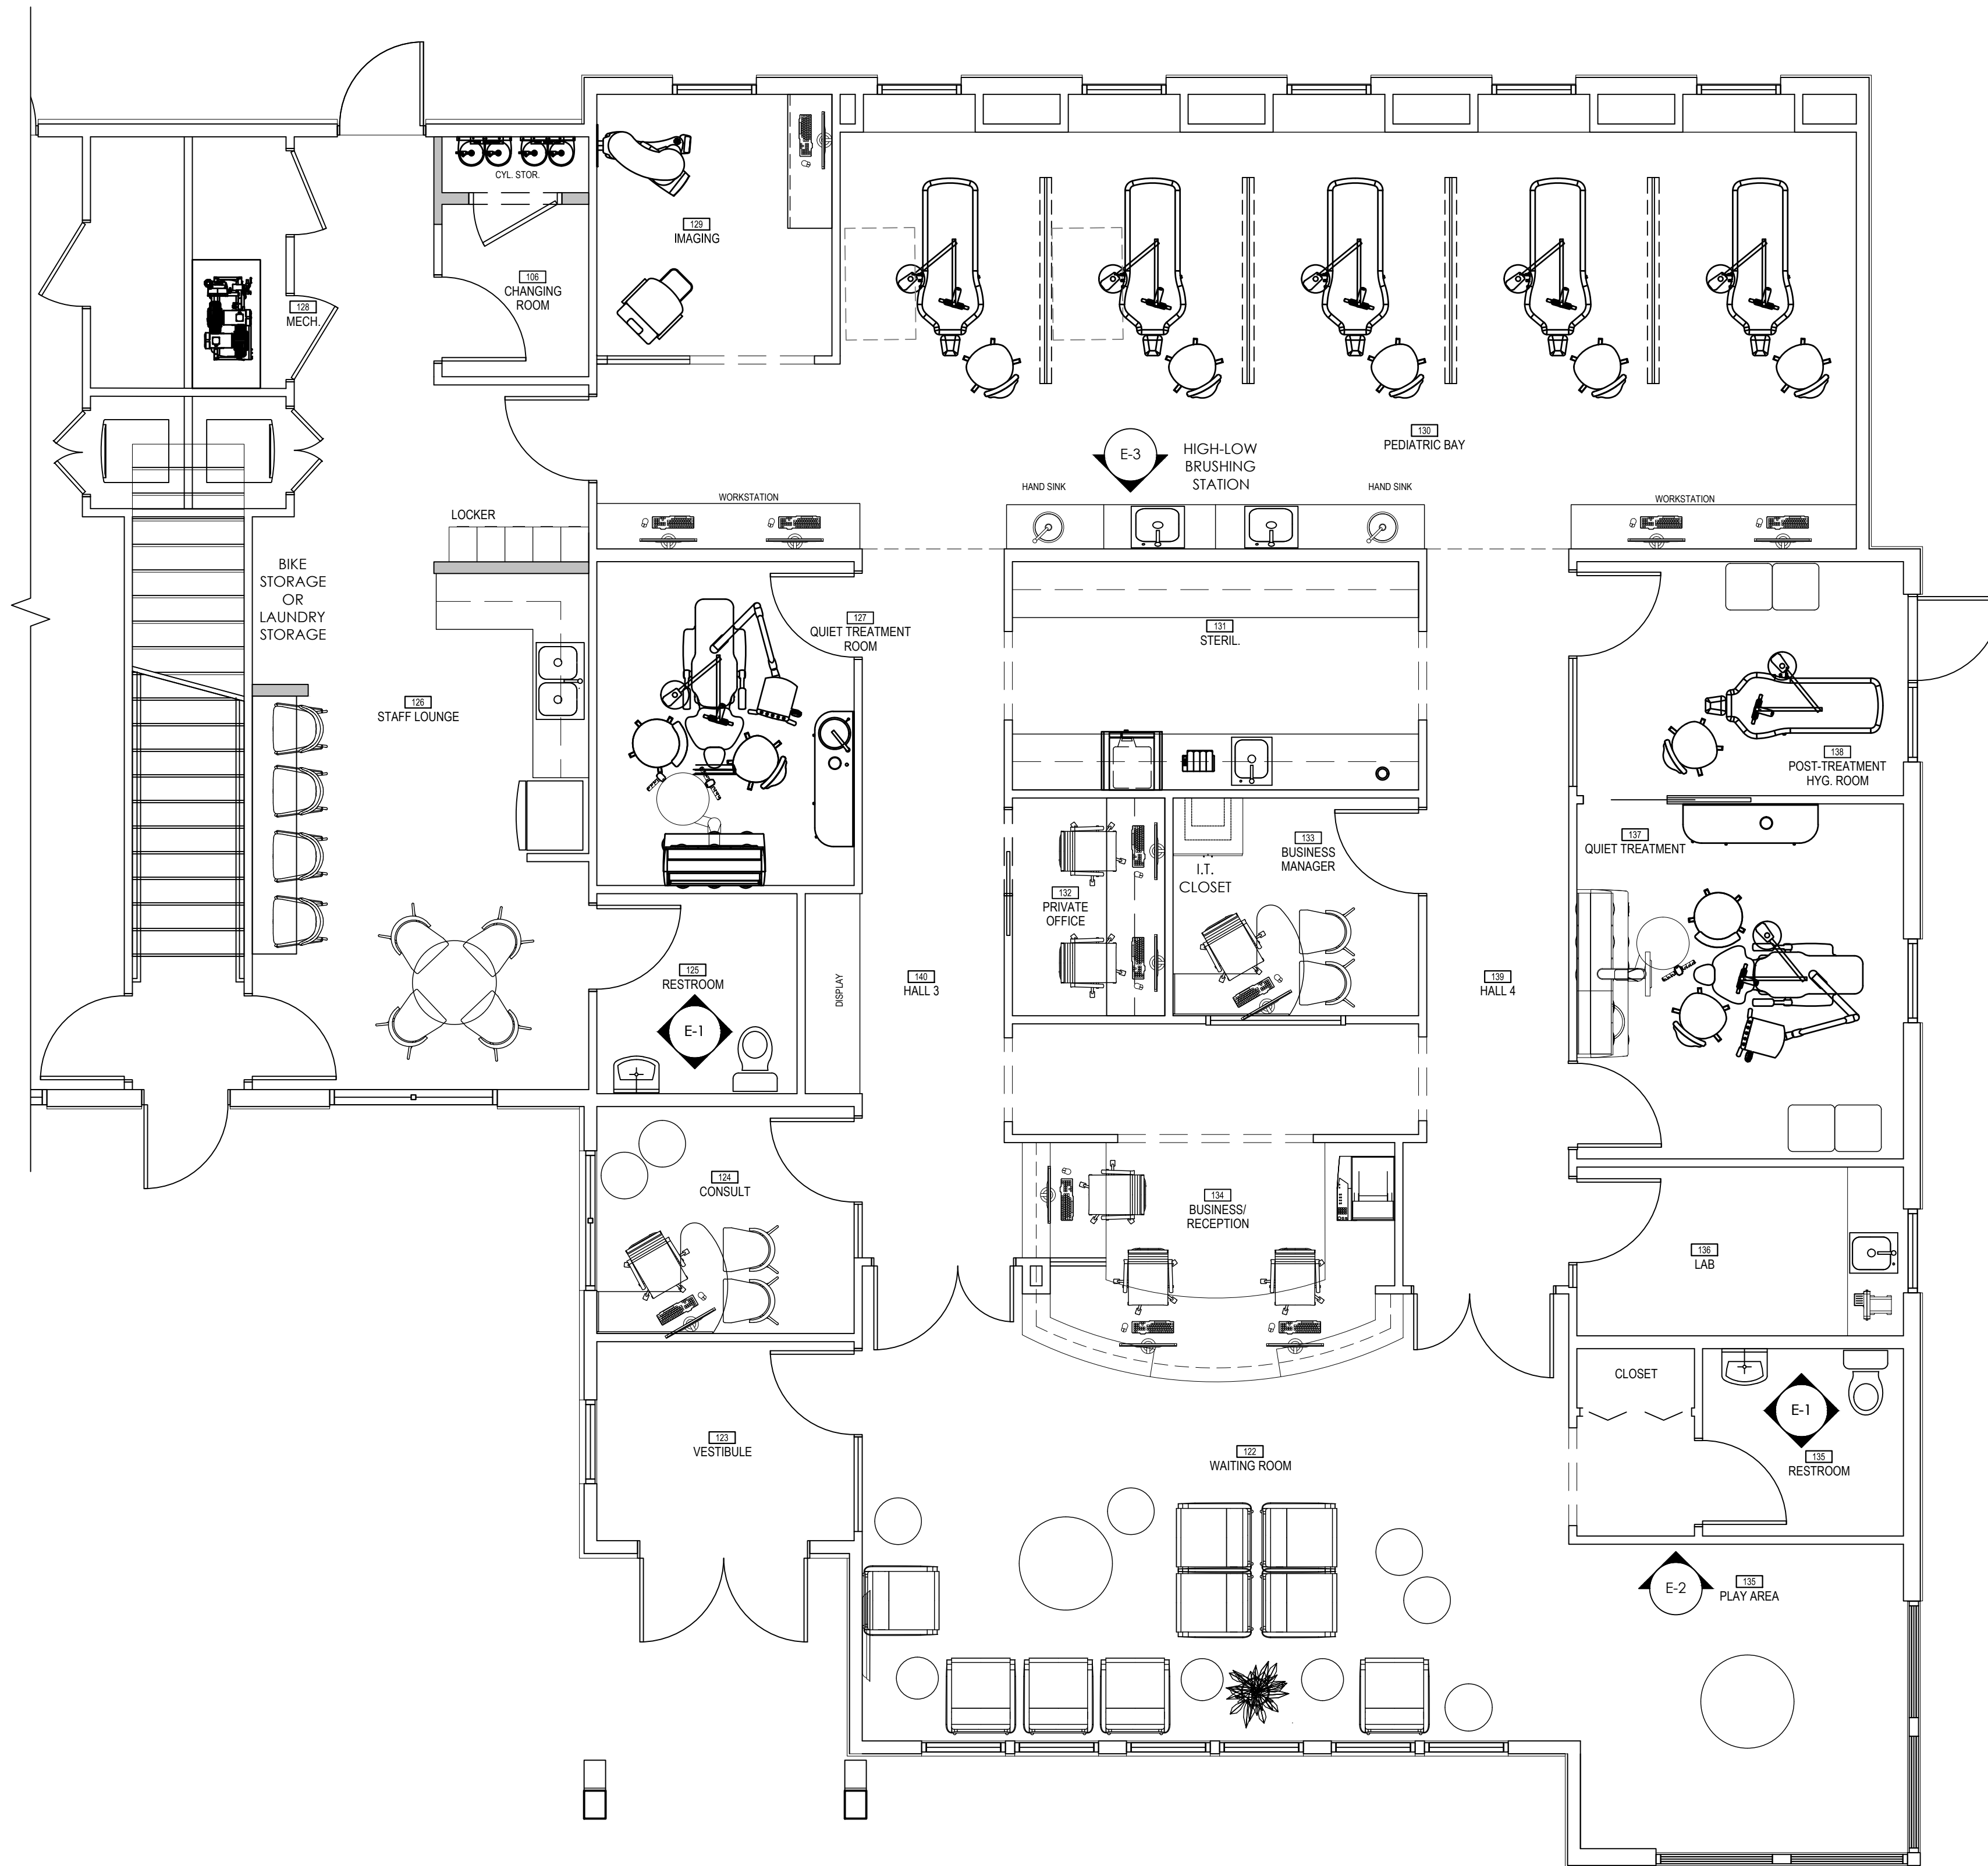 CYL. STOR.
129
IMAGING
106
CHANGING
ROOM
128
MECH.
130
PEDIATRIC BAY
E-3
HIGH-LOW
BRUSHING
STATION
HAND SINK
HAND SINK
WORKSTATION
WORKSTATION
LOCKER
BIKE
STORAGE
OR
LAUNDRY
STORAGE
127
QUIET TREATMENT
ROOM
131
STERIL.
126
STAFF LOUNGE
138
POST-TREATMENT
HYG. ROOM
137
QUIET TREATMENT
133
BUSINESS
MANAGER
I.T.
CLOSET
132
PRIVATE
OFFICE
125
RESTROOM
E-1
DISPLAY
140
HALL 3
139
HALL 4
124
CONSULT
134
BUSINESS/
RECEPTION
136
LAB
CLOSET
E-1
135
RESTROOM
123
VESTIBULE
122
WAITING ROOM
E-2
135
PLAY AREA